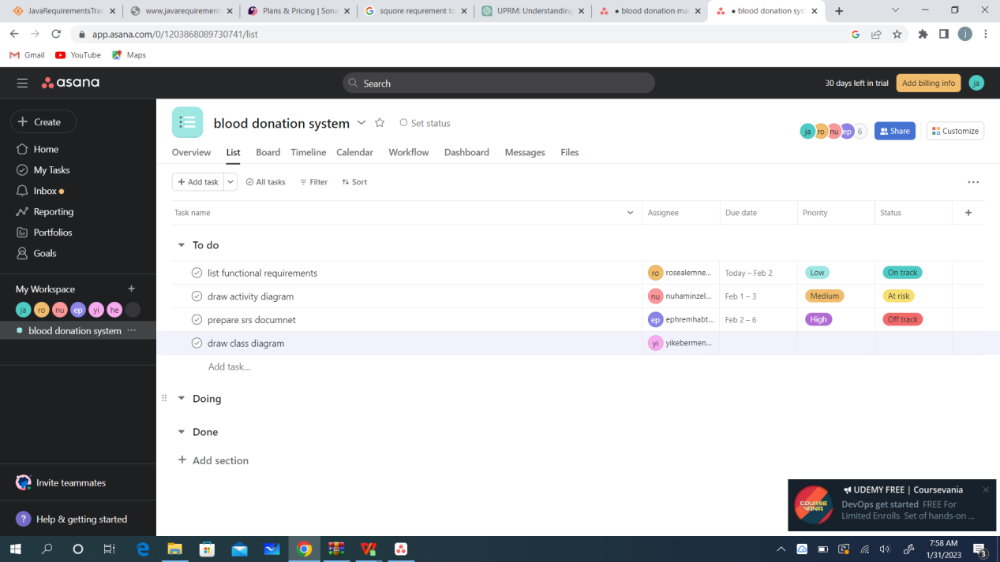 JavaRequirementsTrac
www.javarequirement
Plans & Pricing | Sona
squore requrement to
UPRM: Understanding
• blood donation ma
• blood donation sys
app.asana.com/0/1203868089730741/list
j
Gmail YouTube Maps
asana
Search
30 days left in trial Add billing info ja
Create
Home
My Tasks
Inbox
Reporting
Portfolios
Goals
My Workspace
ja ro nu ep yi he
blood donation system
Invite teammates
? Help & getting started
blood donation system Set status
ja ro nu ep 6 Share Customize
Overview List Board Timeline Calendar Workflow Dashboard Messages Files
+ Add task All tasks Filter Sort
Task name Assignee Due date Priority Status
To do
list functional requirements ro rosealemne... Today – Feb 2 Low On track
draw activity diagram nu nuhaminzel... Feb 1 – 3 Medium At risk
prepare srs documnet ep ephremhabt... Feb 2 – 6 High Off track
draw class diagram yi yikebermen...
Add task...
Doing
Done
+ Add section
UDEMY FREE | Coursevania
COURSE VANIA
DevOps get started FREE For
Limited Enrolls Set of hands-on ...
7:58 AM
1/31/2023
3